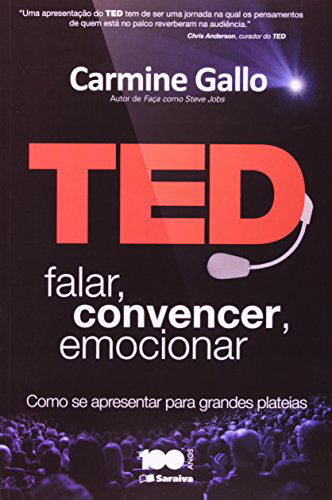 "Uma apresentação do TED tem de ser uma jornada na qual os pensamentos
de quem está no palco reverberam na audiência."
Chris Anderson, curador do TED
Carmine Gallo
Autor de Faça como Steve Jobs
TED
falar,
convencer,
emocionar
Como se apresentar para grandes plateias
100 ANOS
Saraiva